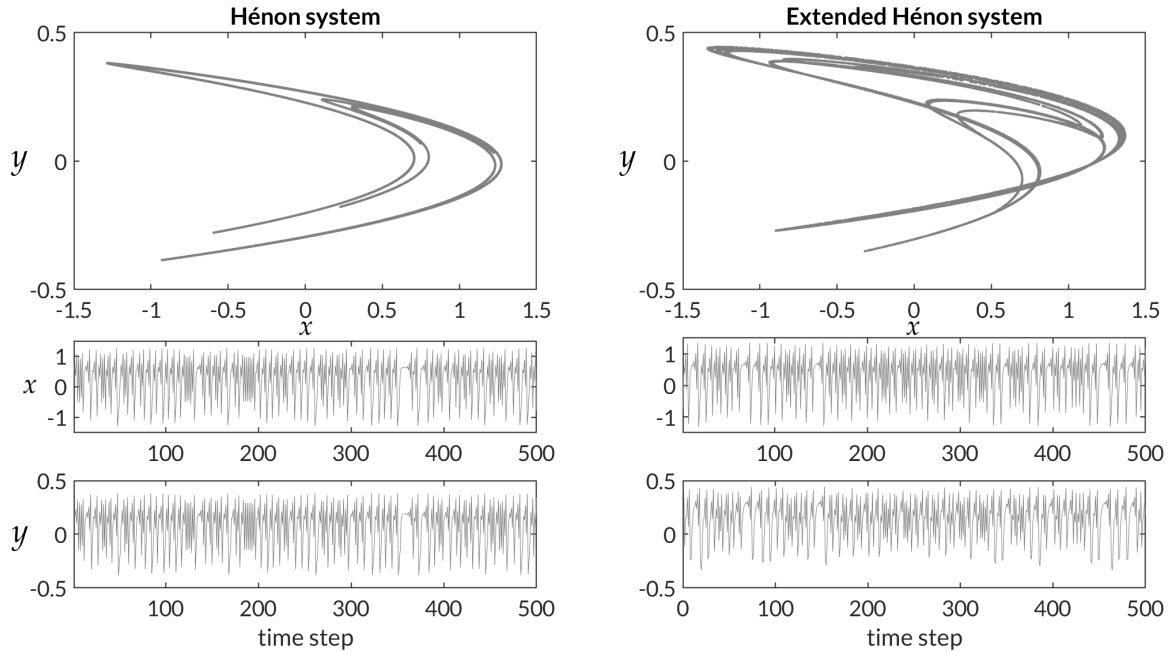 Hénon system
0.5
y
0
-0.5
-1.5 -1 -0.5 0 0.5 1 1.5
x
1
x 0
-1
100 200 300 400 500
0.5
y 0
-0.5
100 200 300 400 500
time step
Extended Hénon system
0.5
y
0
-0.5
-1.5 -1 -0.5 0 0.5 1 1.5
x
1
0
-1
100 200 300 400 500
0.5
0
-0.5
0 100 200 300 400 500
time step